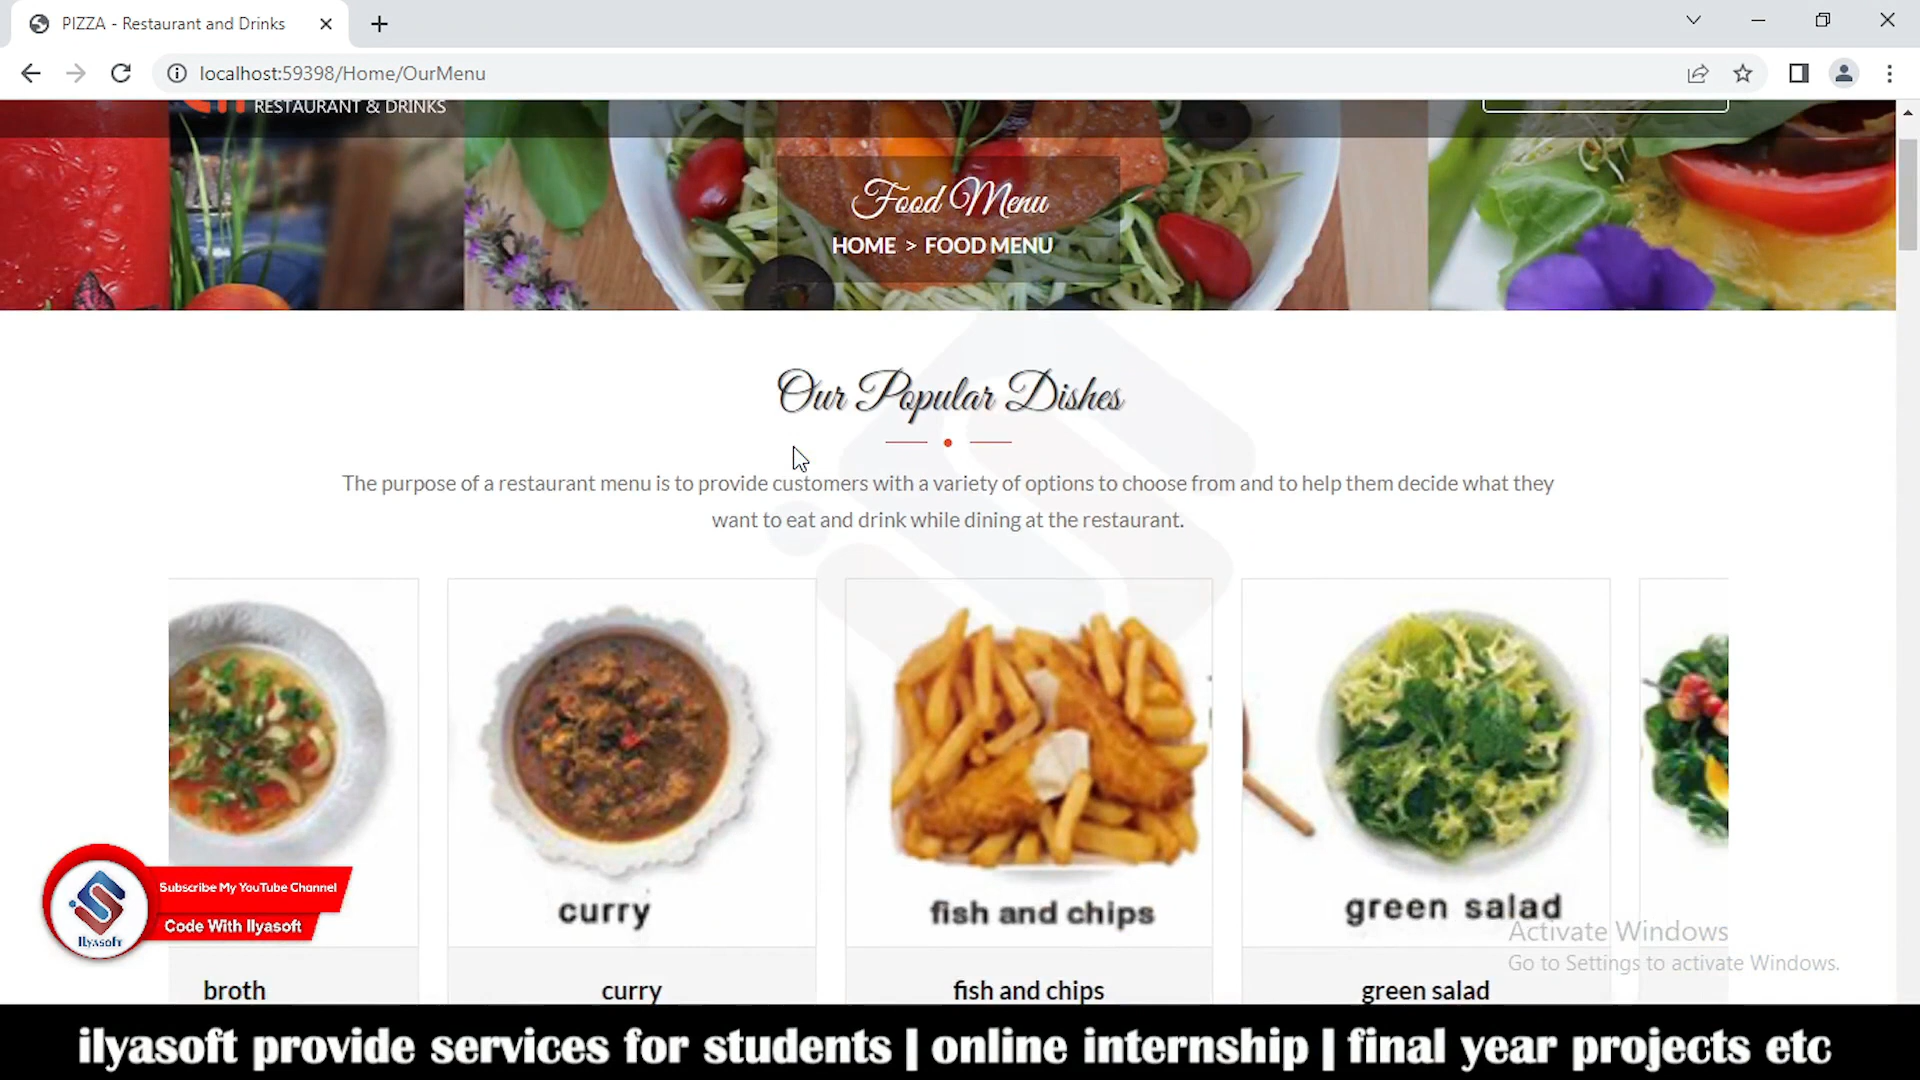 PIZZA - Restaurant and Drinks
localhost:59398/Home/OurMenu
RESTAURANT & DRINKS
Food Menu
HOME > FOOD MENU
Our Popular Dishes
The purpose of a restaurant menu is to provide customers with a variety of options to choose from and to help them decide what they
want to eat and drink while dining at the restaurant.
curry
fish and chips
green salad
broth
curry
fish and chips
green salad
Subscribe My YouTube Channel
Code With Ilyasoft
Ilyasoft
Activate Windows
Go to Settings to activate Windows.
ilyasoft provide services for students | online internship | final year projects etc